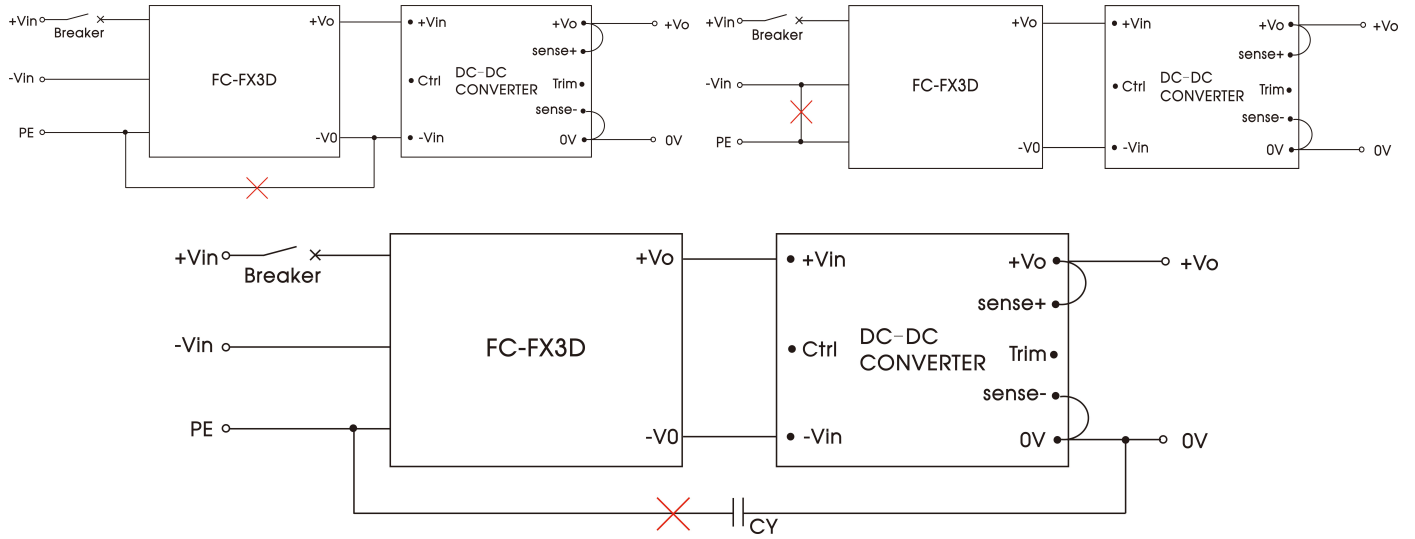 +Vin
Breaker
-Vin
PE
FC-FX3D
+Vo
-V0
+Vin
Ctrl
-Vin
DC-DC
CONVERTER
+Vo
sense+
Trim
sense-
0V
+Vo
0V
+Vin
Breaker
-Vin
PE
FC-FX3D
+Vo
-V0
+Vin
Ctrl
-Vin
DC-DC
CONVERTER
+Vo
sense+
Trim
sense-
0V
+Vo
0V
+Vin
Breaker
-Vin
PE
FC-FX3D
+Vo
-V0
+Vin
Ctrl
-Vin
DC-DC
CONVERTER
+Vo
sense+
Trim
sense-
0V
+Vo
0V
CY